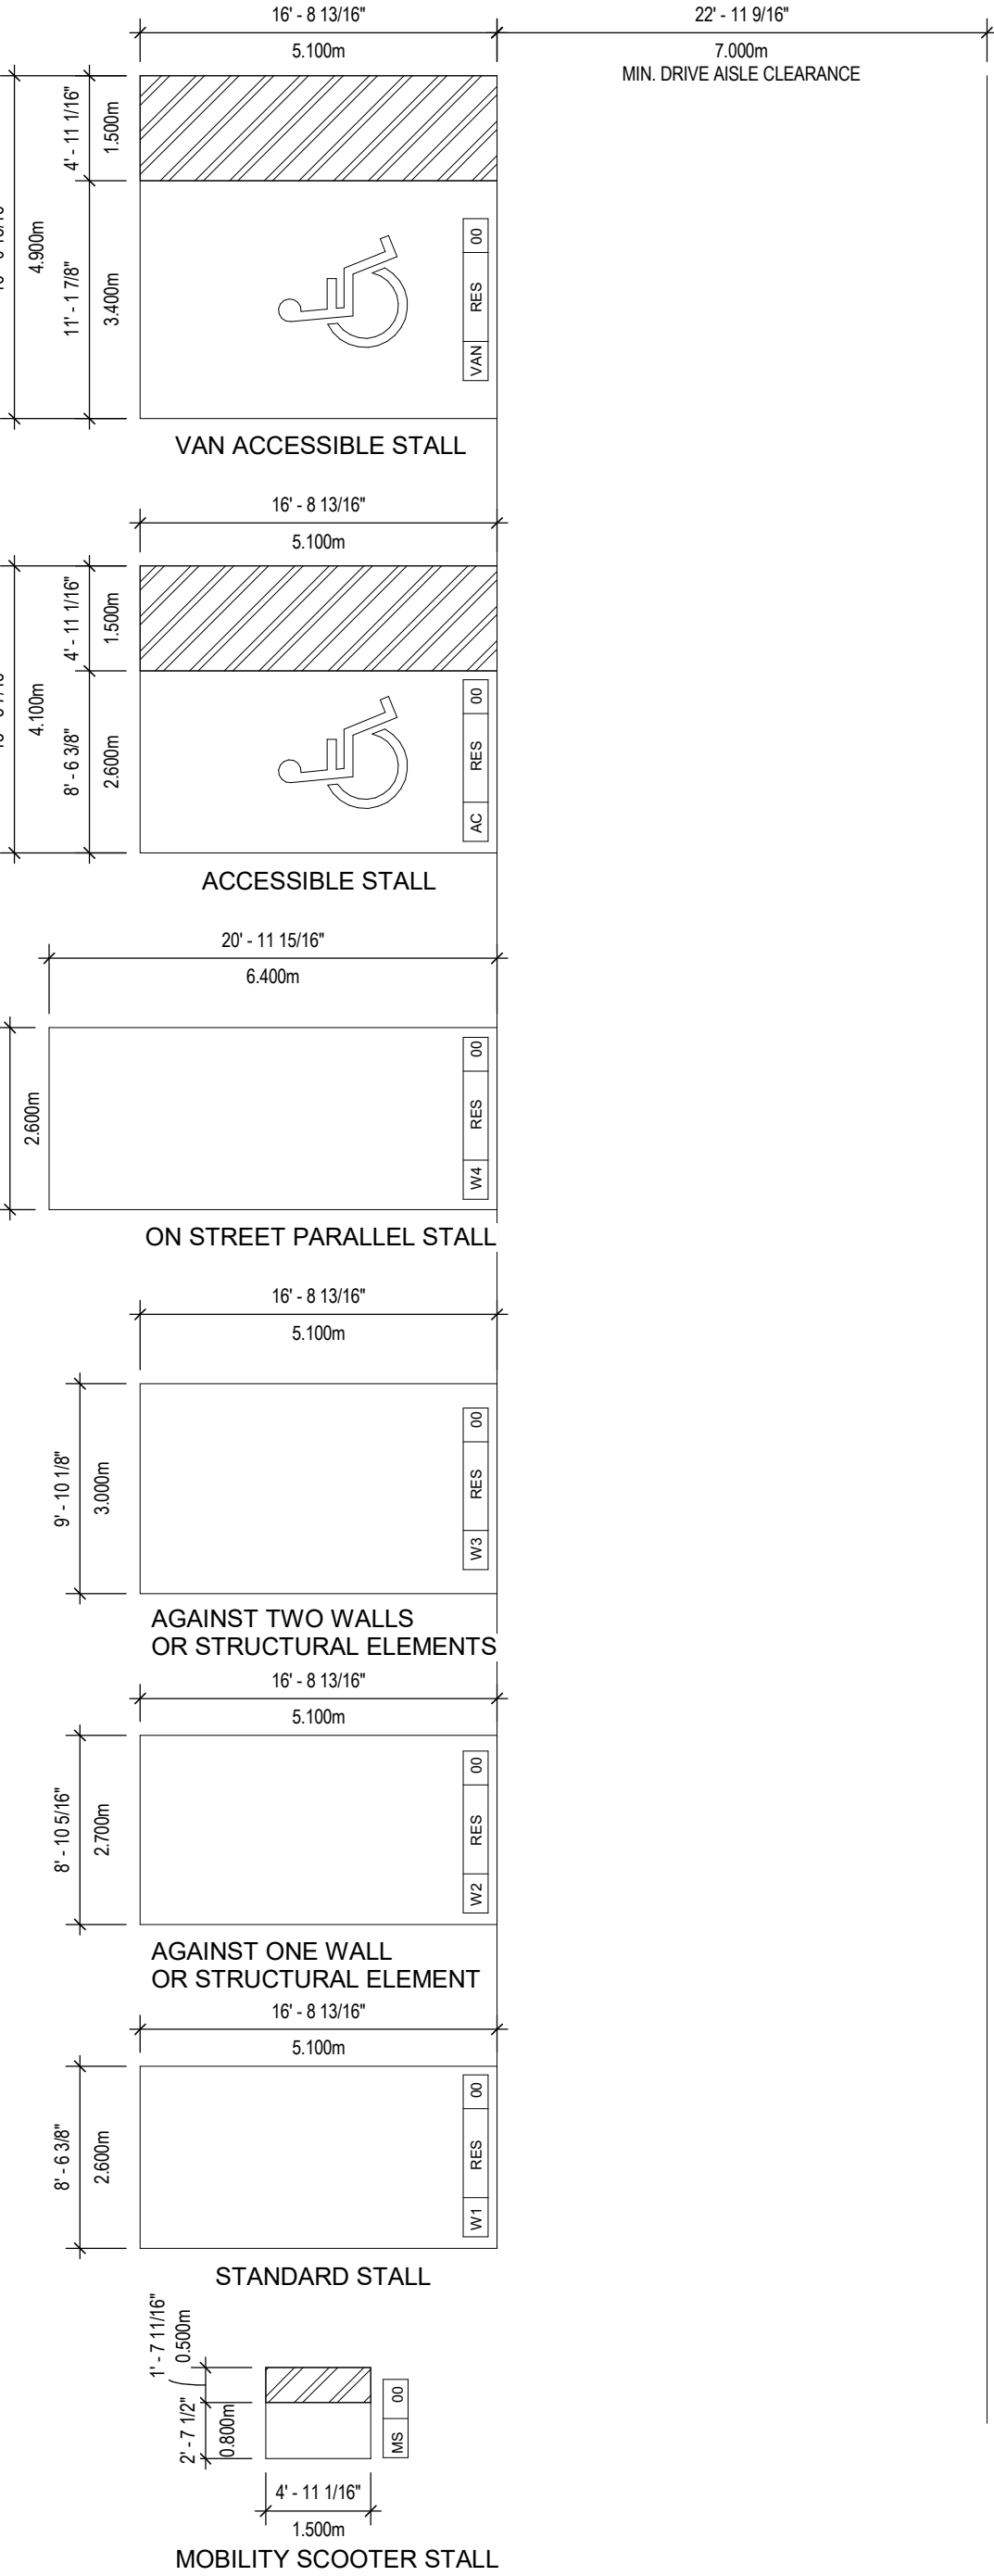 16' - 8 13/16"
22' - 11 9/16"
5.100m
7.000m
MIN. DRIVE AISLE CLEARANCE
4' - 11 1/16"
1.500m
4.900m
11' - 1 7/8"
3.400m
VAN RES 00
VAN ACCESSIBLE STALL
16' - 8 13/16"
5.100m
4' - 11 1/16"
1.500m
4.100m
8' - 6 3/8"
2.600m
AC RES 00
ACCESSIBLE STALL
20' - 11 15/16"
6.400m
2.600m
W4 RES 00
ON STREET PARALLEL STALL
16' - 8 13/16"
5.100m
9' - 10 1/8"
3.000m
W3 RES 00
AGAINST TWO WALLS
OR STRUCTURAL ELEMENTS
16' - 8 13/16"
5.100m
8' - 10 5/16"
2.700m
W2 RES 00
AGAINST ONE WALL
OR STRUCTURAL ELEMENT
16' - 8 13/16"
5.100m
8' - 6 3/8"
2.600m
W1 RES 00
STANDARD STALL
1' - 7 11/16"
0.500m
2' - 7 1/2"
0.800m
MS 00
4' - 11 1/16"
1.500m
MOBILITY SCOOTER STALL